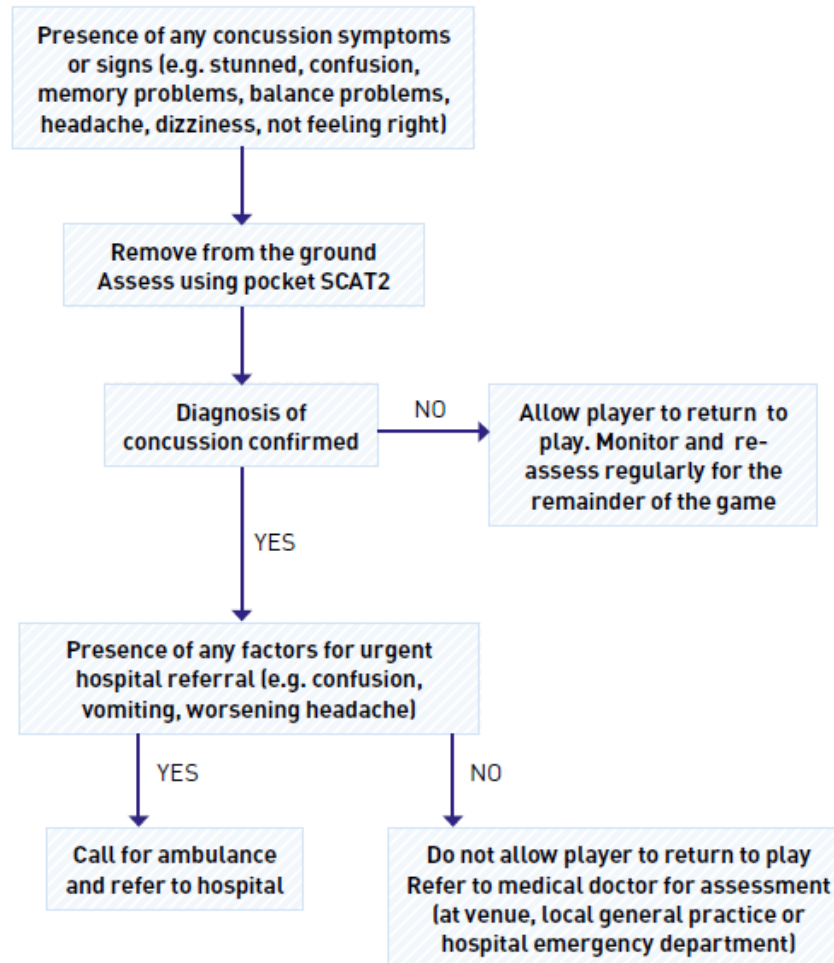 Presence of any concussion symptoms
or signs (e.g. stunned, confusion,
memory problems, balance problems,
headache, dizziness, not feeling right)
Remove from the ground
Assess using pocket SCAT2
Diagnosis of
concussion confirmed
NO
Allow player to return to
play. Monitor and re-
assess regularly for the
remainder of the game
YES
Presence of any factors for urgent
hospital referral (e.g. confusion,
vomiting, worsening headache)
YES
NO
Call for ambulance
and refer to hospital
Do not allow player to return to play
Refer to medical doctor for assessment
(at venue, local general practice or
hospital emergency department)